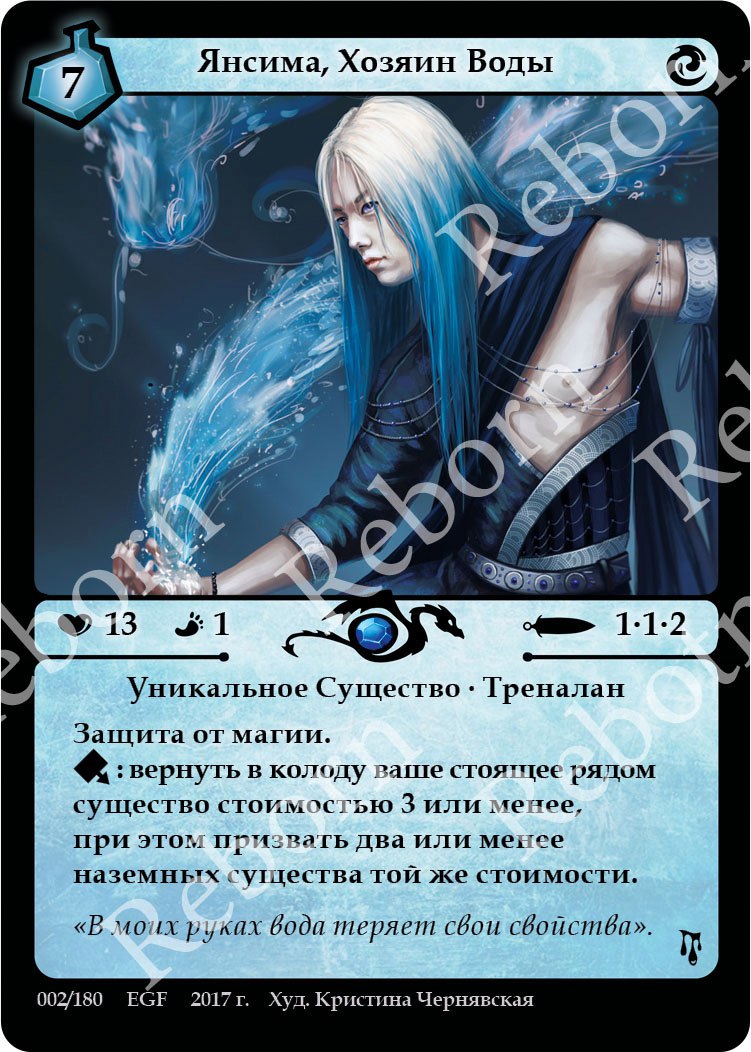 7
Янсима, Хозяин Воды
13
1
1·1·2
Уникальное Существо · Треналан
Защита от магии.
: вернуть в колоду ваше стоящее рядом
существо стоимостью 3 или менее,
при этом призвать два или менее
наземных существа той же стоимости.
«В моих руках вода теряет свои свойства».
002/180 EGF 2017 г. Худ. Кристина Чернявская
Reborn
Reborn
Reborn
Reborn
Reborn
Reborn